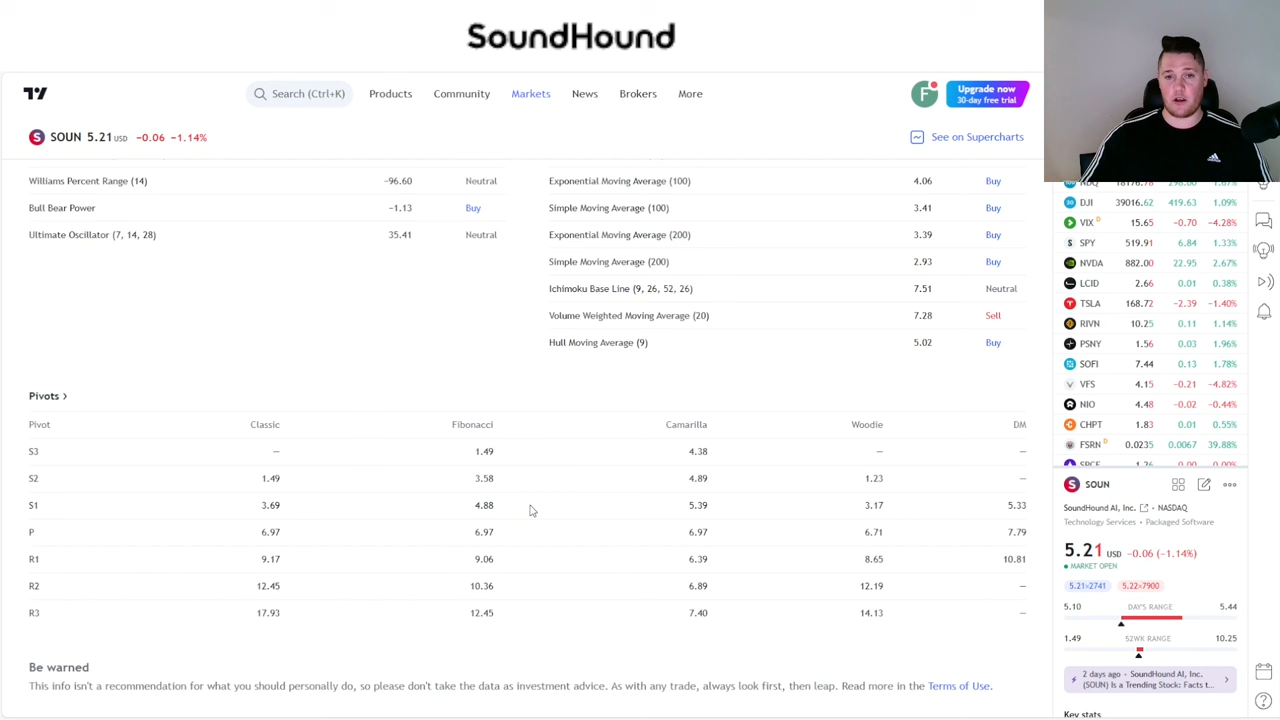 SoundHound
Search (Ctrl+K) Products Community Markets News Brokers More F Upgrade now
30-day free trial
SOUN 5.21 USD −0.06 −1.14% See on Supercharts
Williams Percent Range (14) −96.60 Neutral Exponential Moving Average (100) 4.06 Buy
Bull Bear Power −1.13 Buy Simple Moving Average (100) 3.41 Buy
Ultimate Oscillator (7, 14, 28) 35.41 Neutral Exponential Moving Average (200) 3.39 Buy
Simple Moving Average (200) 2.93 Buy
Ichimoku Base Line (9, 26, 52, 26) 7.51 Neutral
Volume Weighted Moving Average (20) 7.28 Sell
Hull Moving Average (9) 5.02 Buy
Pivots >
Pivot Classic Fibonacci Camarilla Woodie DM
S3 — 1.49 4.38 — —
S2 1.49 3.58 4.89 1.23 —
S1 3.69 4.88 5.39 3.17 5.33
P 6.97 6.97 6.97 6.71 7.79
R1 9.17 9.06 6.39 8.65 10.81
R2 12.45 10.36 6.89 12.19 —
R3 17.93 12.45 7.40 14.13 —
Be warned
This info isn't a recommendation for what you should personally do, so please don't take the data as investment advice. As with any trade, always look first, then leap. Read more in the Terms of Use.
DJI 39016.62 419.63 1.09%
VIX D 15.65 −0.70 −4.28%
SPY 519.91 6.84 1.33%
NVDA 882.00 22.95 2.67%
LCID 2.66 0.01 0.38%
TSLA 168.72 −2.39 −1.40%
RIVN 10.25 0.11 1.14%
PSNY 1.56 0.03 1.96%
SOFI 7.44 0.13 1.78%
VFS 4.15 −0.21 −4.82%
NIO 4.48 −0.02 −0.44%
CHPT 1.83 0.01 0.55%
FSRN D 0.0235 0.0067 39.88%
SOUN
SoundHound AI, Inc. • NASDAQ
Technology Services • Packaged Software
5.21 USD −0.06 (−1.14%)
MARKET OPEN
5.21×2741 5.22×7900
5.10 DAY'S RANGE 5.44
1.49 52WK RANGE 10.25
2 days ago • SoundHound AI, Inc.
(SOUN) Is a Trending Stock: Facts t...
Key stats